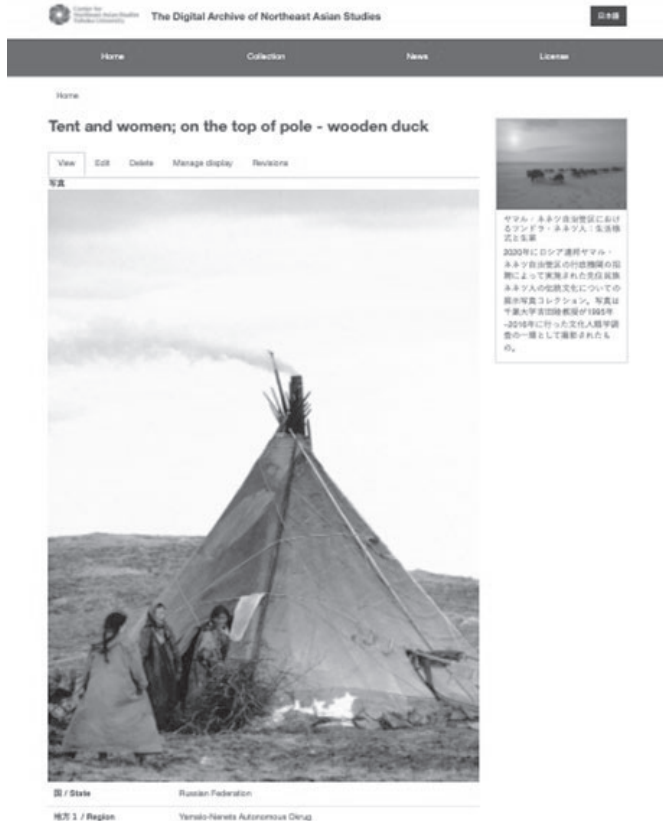 Center for
Northeast Asian Studies
Tohoku University
The Digital Archive of Northeast Asian Studies
日本語
Home
Collection
News
License
Home
Tent and women; on the top of pole - wooden duck
View
Edit
Delete
Manage display
Revisions
写真
ヤマル・ネネツ自治管区におけ
るツンドラ・ネネツ人：生活様
式と生業
2020年にロシア連邦ヤマル・
ネネツ自治管区の行政機関の招
聘によって実施された先住民族
ネネツ人の伝統文化についての
展示写真コレクション。写真は
千葉大学吉田睦教授が1995年
-2016年に行った文化人類学調
査の一環として撮影されたも
の。
国 / State
Russian Federation
地方 1 / Region
Yamalo-Nenets Autonomous Okrug